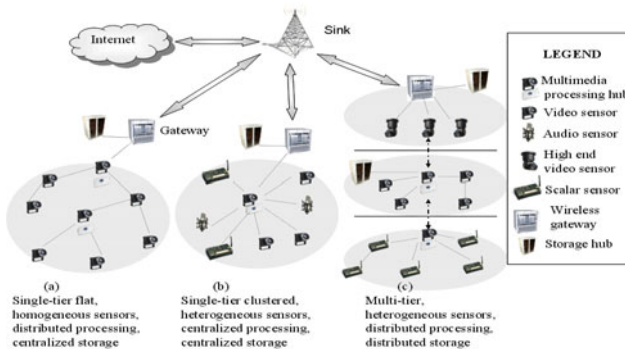 Internet
Sink
Gateway
LEGEND
Multimedia
processing hub
Video sensor
Audio sensor
High end
video sensor
Scalar sensor
Wireless
gateway
Storage hub
(a)
Single-tier flat,
homogeneous sensors,
distributed processing,
centralized storage
(b)
Single-tier clustered,
heterogeneous sensors,
centralized processing,
centralized storage
(c)
Multi-tier,
heterogeneous sensors,
distributed processing,
distributed storage